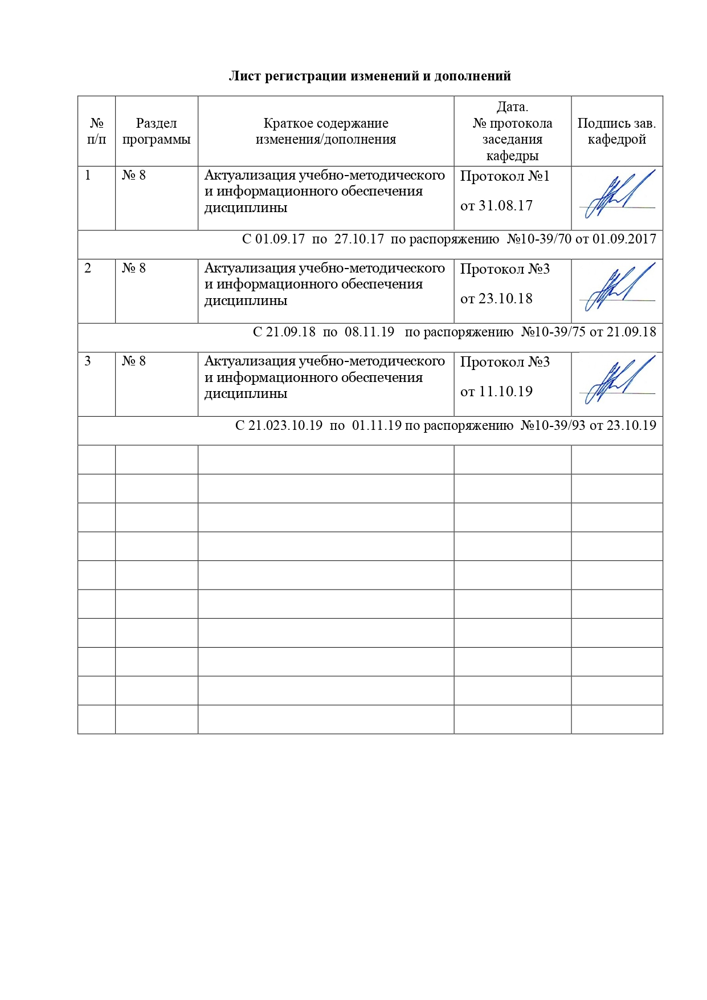 Лист регистрации изменений и дополнений
№ п/п
Раздел программы
Краткое содержание изменения/дополнения
Дата.
№ протокола заседания кафедры
Подпись зав. кафедрой
1
№ 8
Актуализация учебно-методического
и информационного обеспечения
дисциплины
Протокол №1
от 31.08.17
С 01.09.17 по 27.10.17 по распоряжению №10-39/70 от 01.09.2017
2
№ 8
Актуализация учебно-методического
и информационного обеспечения
дисциплины
Протокол №3
от 23.10.18
С 21.09.18 по 08.11.19 по распоряжению №10-39/75 от 21.09.18
3
№ 8
Актуализация учебно-методического
и информационного обеспечения
дисциплины
Протокол №3
от 11.10.19
С 21.023.10.19 по 01.11.19 по распоряжению №10-39/93 от 23.10.19